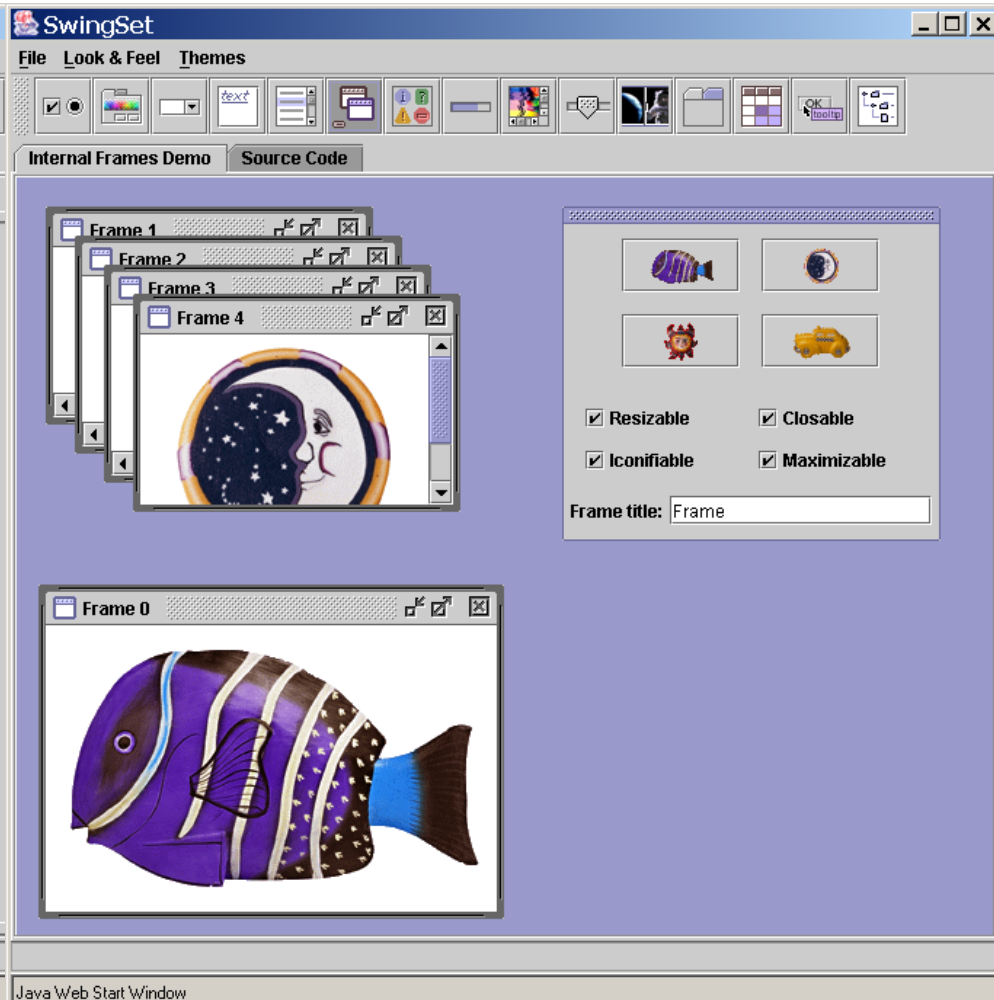 SwingSet
File Look & Feel Themes
text
OK
tooltip
Internal Frames Demo Source Code
Frame 1
Frame 2
Frame 3
Frame 4
Resizable Closable
Iconifiable Maximizable
Frame title: Frame
Frame 0
Java Web Start Window